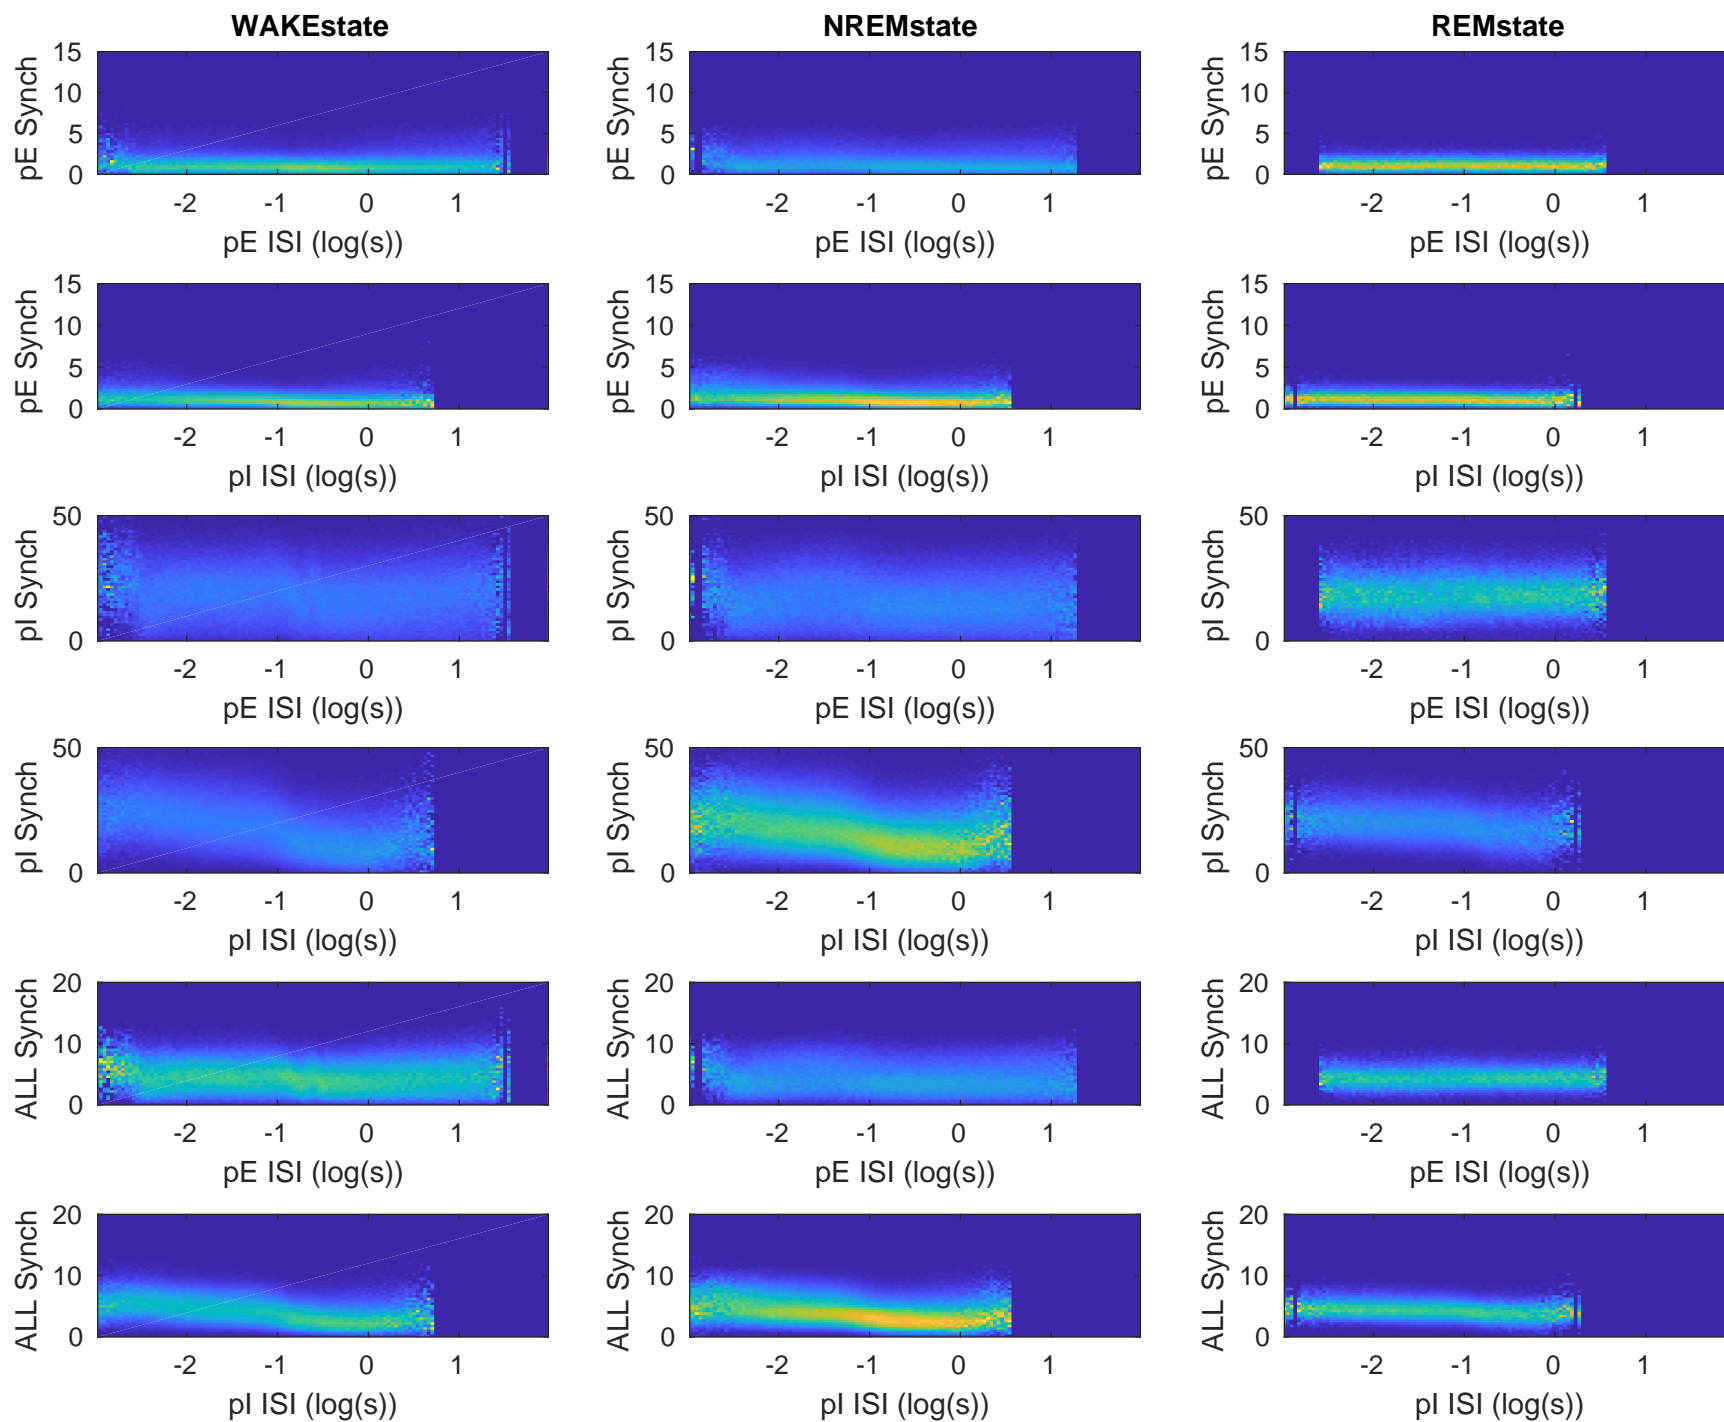 WAKEstate NREMstate REMstate
15 15 15
pE Synch pE Synch pE Synch
10 10 10
5 5 5
0 0 0
-2 -1 0 1 -2 -1 0 1 -2 -1 0 1
pE ISI (log(s)) pE ISI (log(s)) pE ISI (log(s))
15 15 15
pE Synch pE Synch pE Synch
10 10 10
5 5 5
0 0 0
-2 -1 0 1 -2 -1 0 1 -2 -1 0 1
pI ISI (log(s)) pI ISI (log(s)) pI ISI (log(s))
50 50 50
pI Synch pI Synch pI Synch
0 0 0
-2 -1 0 1 -2 -1 0 1 -2 -1 0 1
pE ISI (log(s)) pE ISI (log(s)) pE ISI (log(s))
50 50 50
pI Synch pI Synch pI Synch
0 0 0
-2 -1 0 1 -2 -1 0 1 -2 -1 0 1
pI ISI (log(s)) pI ISI (log(s)) pI ISI (log(s))
20 20 20
ALL Synch ALL Synch ALL Synch
10 10 10
0 0 0
-2 -1 0 1 -2 -1 0 1 -2 -1 0 1
pE ISI (log(s)) pE ISI (log(s)) pE ISI (log(s))
20 20 20
ALL Synch ALL Synch ALL Synch
10 10 10
0 0 0
-2 -1 0 1 -2 -1 0 1 -2 -1 0 1
pI ISI (log(s)) pI ISI (log(s)) pI ISI (log(s))